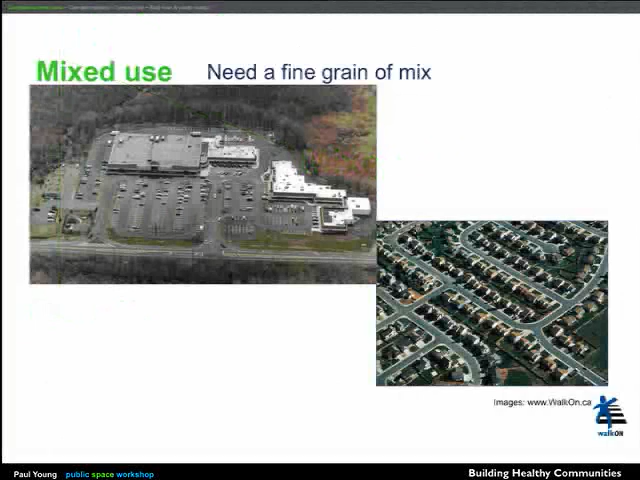 Mixed use Need a fine grain of mix
Images: www.WalkOn.ca
walkON
Paul Young public space workshop Building Healthy Communities